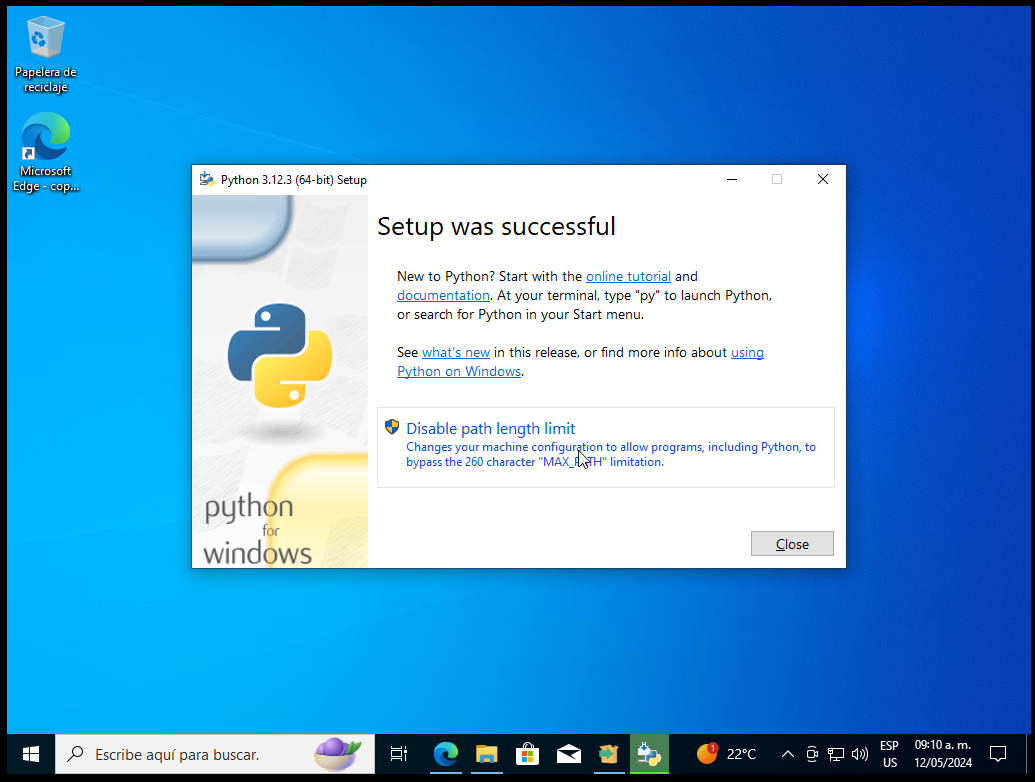 Papelera de
reciclaje
Microsoft
Edge - cop...
Python 3.12.3 (64-bit) Setup
Setup was successful
New to Python? Start with the online tutorial and
documentation. At your terminal, type "py" to launch Python,
or search for Python in your Start menu.
See what's new in this release, or find more info about using
Python on Windows.
Disable path length limit
Changes your machine configuration to allow programs, including Python, to
bypass the 260 character "MAX_PATH" limitation.
python
for
windows
Close
Escribe aquí para buscar.
1
22°C
ESP
US
09:10 a. m.
12/05/2024